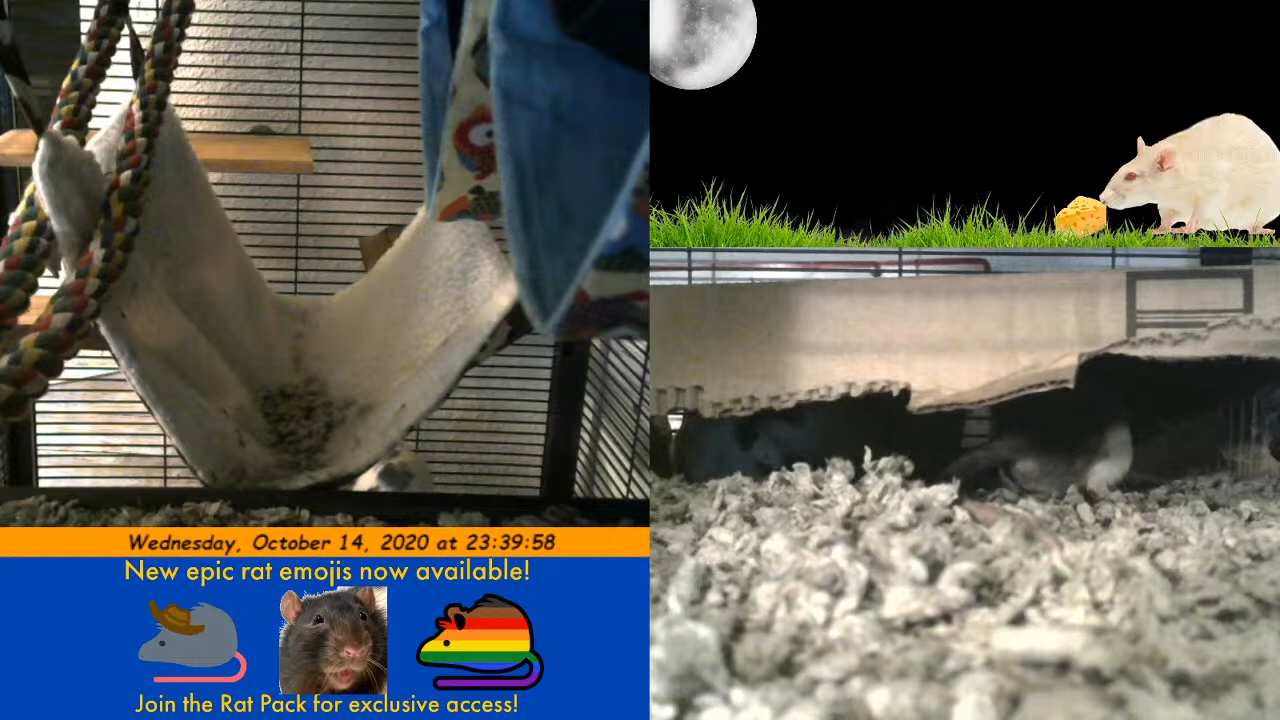 Wednesday, October 14, 2020 at 23:39:58
New epic rat emojis now available!
Join the Rat Pack for exclusive access!